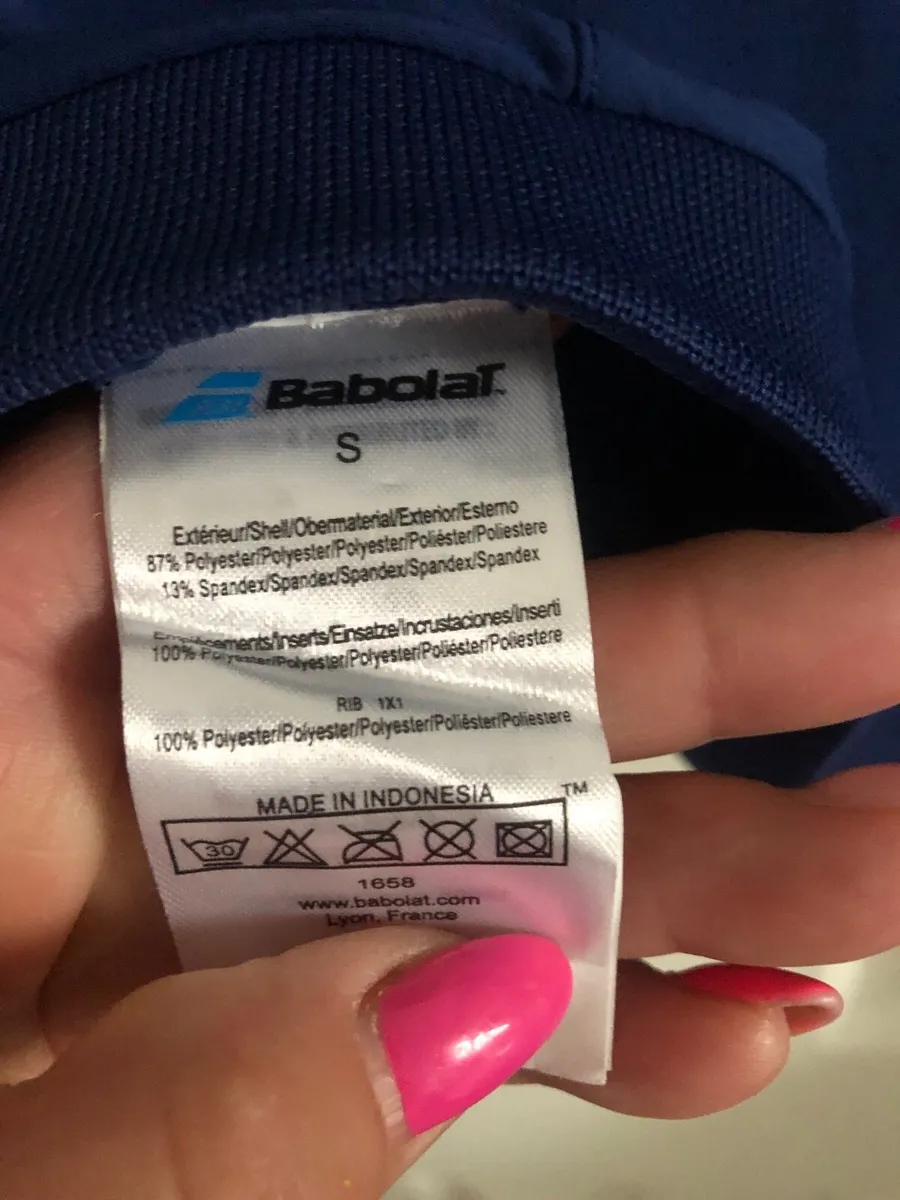 BabolaT™
S
Extérieur/Shell/Obermaterial/Exterior/Esterno
87% Polyester/Polyester/Polyester/Poliéster/Poliestere
13% Spandex/Spandex/Spandex/Spandex/Spandex
/Inserts/Einsatze/Incrustaciones/Inserti
100% Polyester/Polyester/Polyester/Poliéster/Poliestere
RIB 1X1
100% Polyester/Polyester/Polyester/Poliéster/Poliestere
MADE IN INDONESIA ™
30
1658
www.babolat.com
Lyon, France